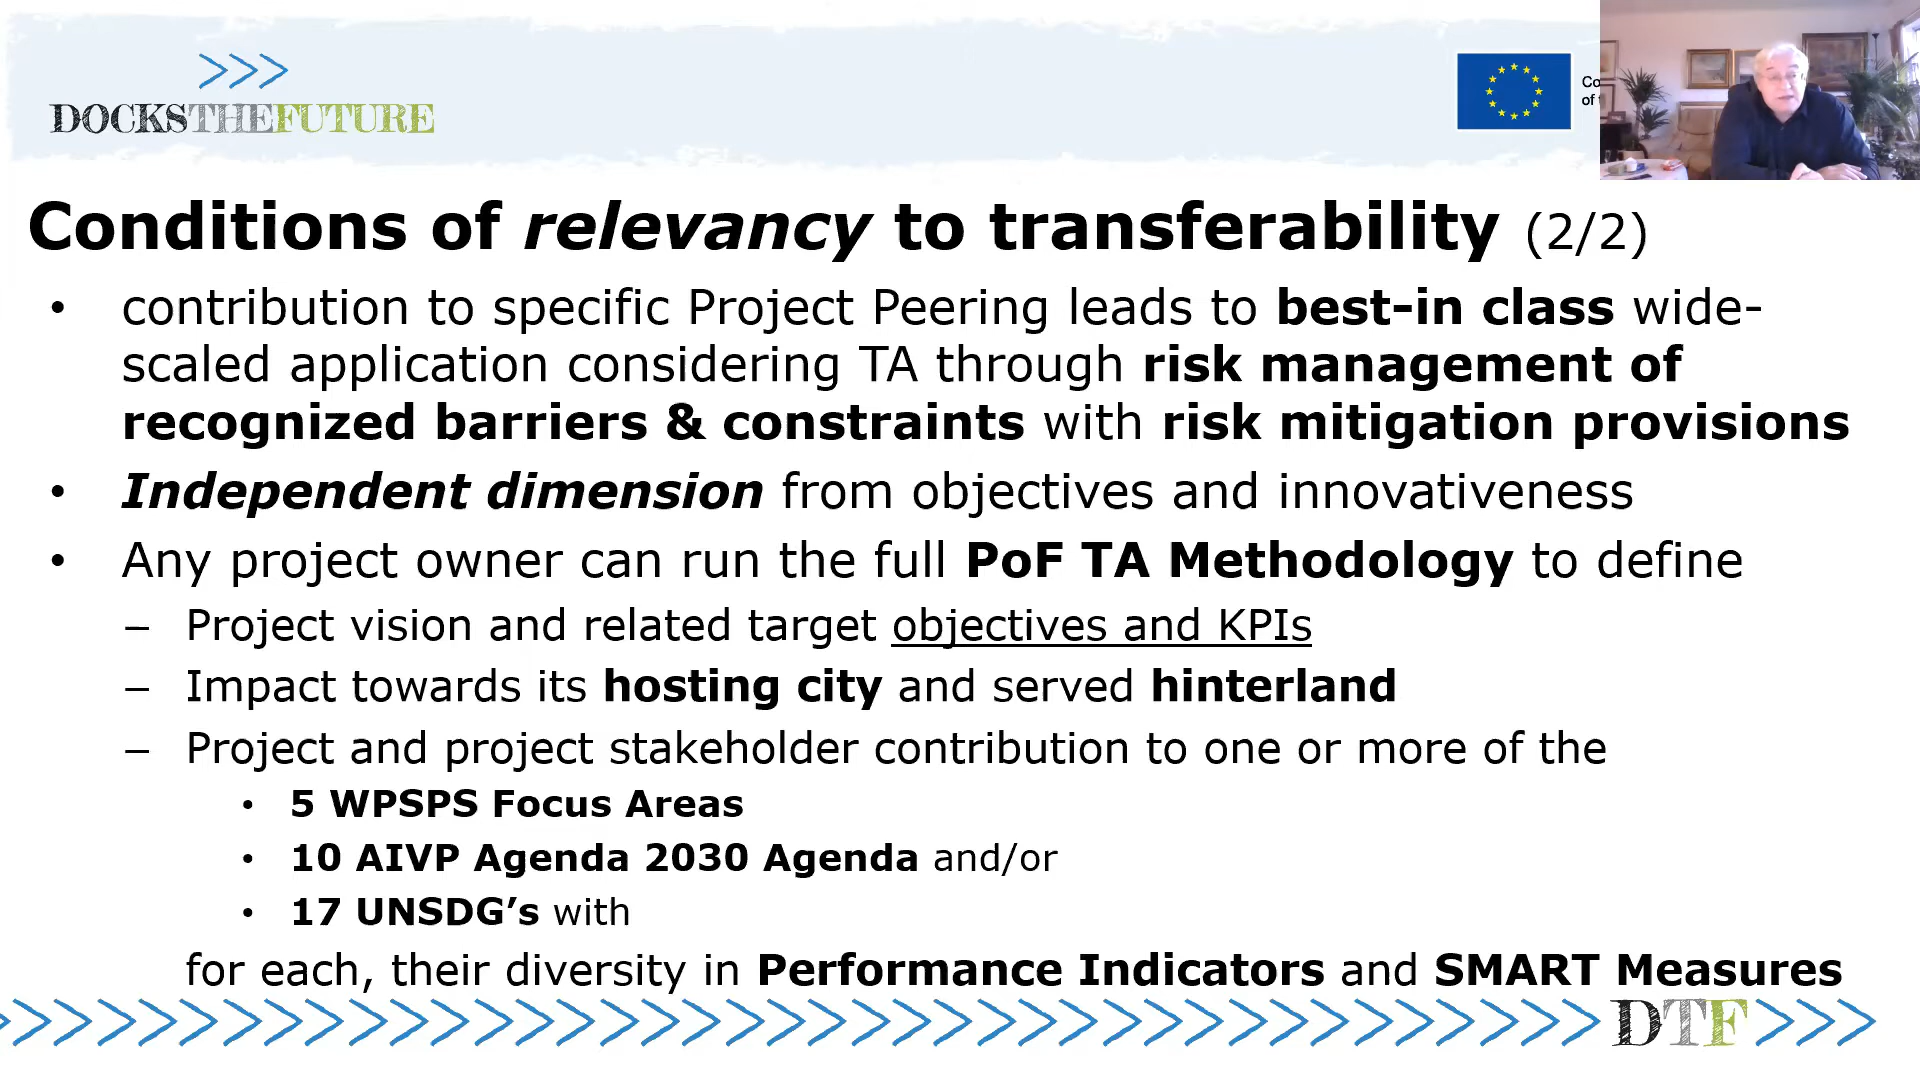 DOCKSTHEFUTURE
Co
of
Conditions of relevancy to transferability (2/2)
• contribution to specific Project Peering leads to best-in class wide-
scaled application considering TA through risk management of
recognized barriers & constraints with risk mitigation provisions
• Independent dimension from objectives and innovativeness
• Any project owner can run the full PoF TA Methodology to define
– Project vision and related target objectives and KPIs
– Impact towards its hosting city and served hinterland
– Project and project stakeholder contribution to one or more of the
• 5 WPSPS Focus Areas
• 10 AIVP Agenda 2030 Agenda and/or
• 17 UNSDG’s with
for each, their diversity in Performance Indicators and SMART Measures
DTF